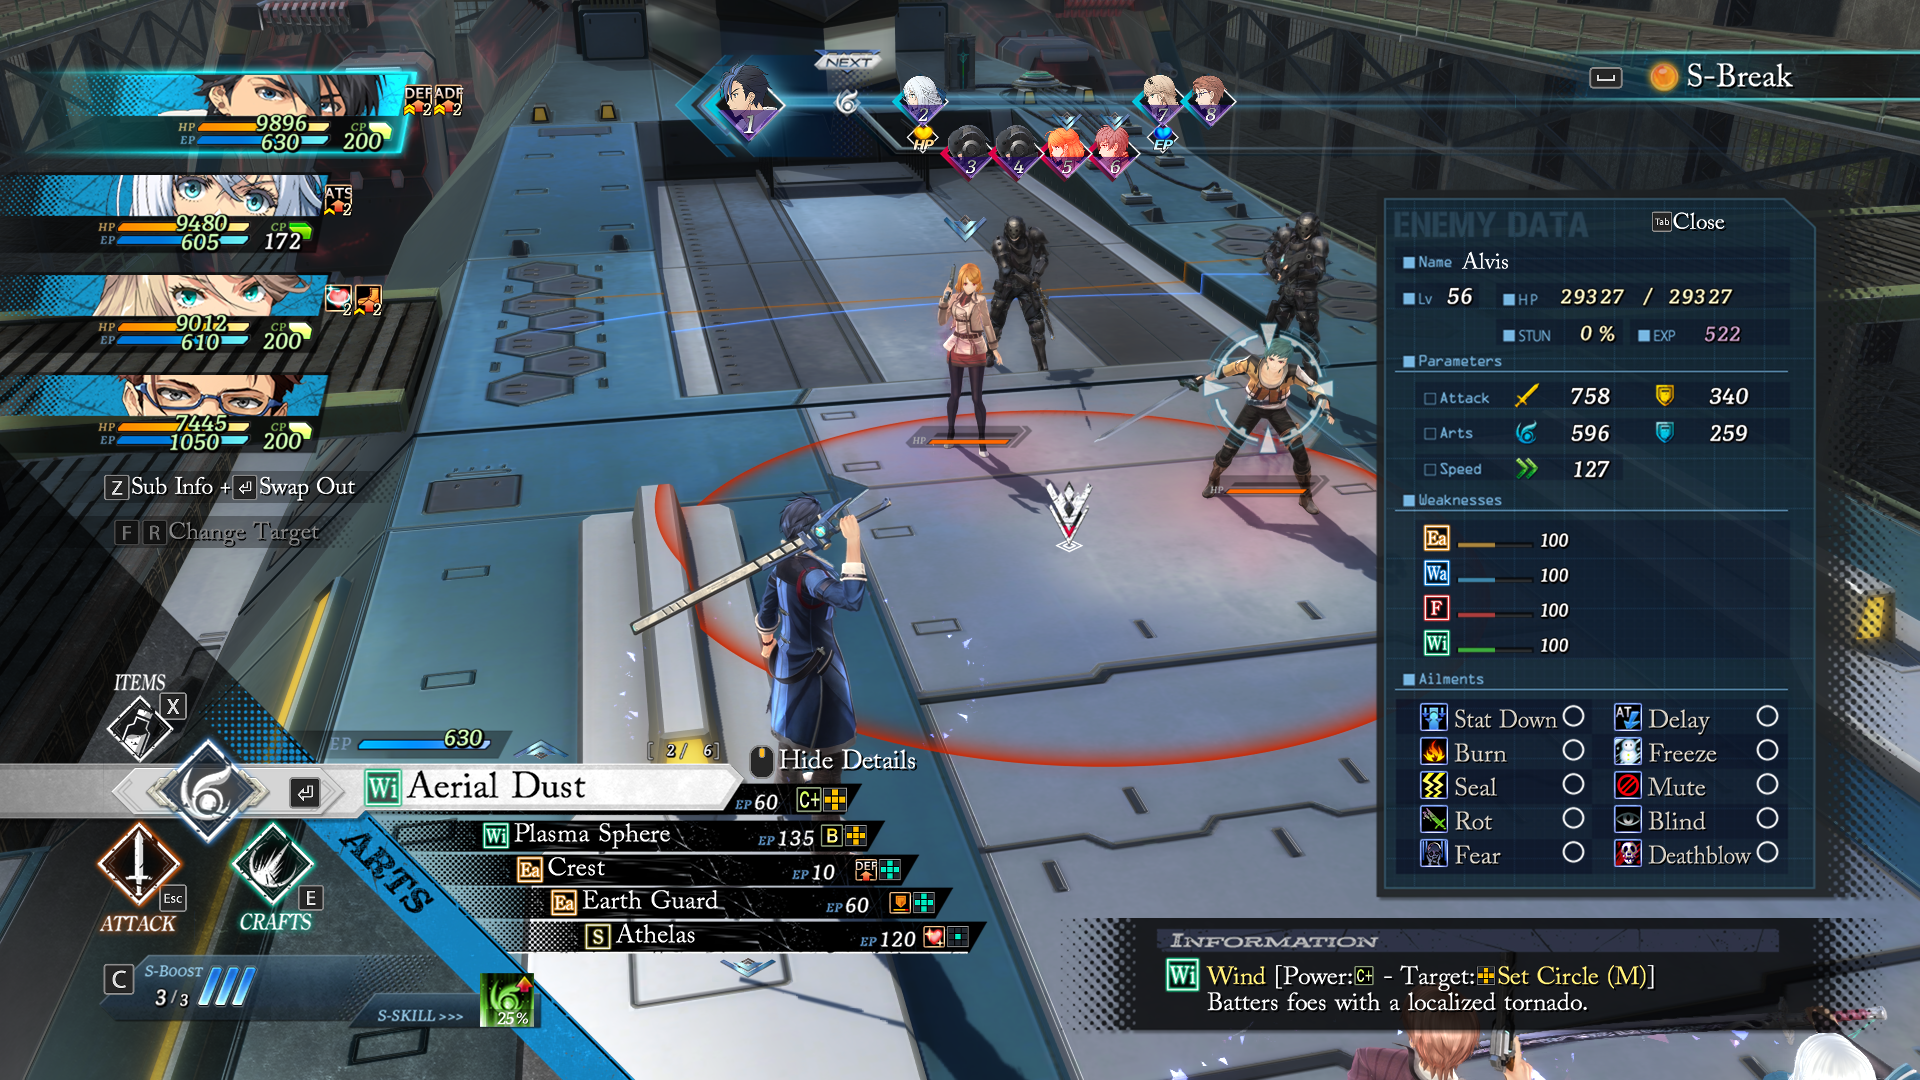 NEXT
S-Break
1
2
3
4
5
6
7
8
HP
EP
DEF 2 ADF 2
HP 9896
EP 630
CP 200
ATS 2
HP 9480
EP 605
CP 172
2 2
HP 9012
EP 610
CP 200
HP 7445
EP 1050
CP 200
Z Sub Info + Swap Out
F R Change Target
ENEMY DATA
Tab Close
Name Alvis
Lv 56 HP 29327 / 29327
STUN 0 % EXP 522
Parameters
Attack 758 340
Arts 596 259
Speed 127
Weaknesses
Ea 100
Wa 100
F 100
Wi 100
Ailments
Stat Down AT Delay
Burn Freeze
Seal Mute
Rot Blind
Fear Deathblow
HP
HP
ITEMS
X
EP 630
[ 2 / 6 ]
Hide Details
Wi Aerial Dust EP 60 C+
Wi Plasma Sphere EP 135 B
Ea Crest EP 10 DEF
Ea Earth Guard EP 60
S Athelas EP 120
ARTS
Esc
ATTACK
E
CRAFTS
C S-BOOST
3/3
S-SKILL >>>
25%
INFORMATION
Wi Wind [Power:C+ - Target: Set Circle (M)]
Batters foes with a localized tornado.